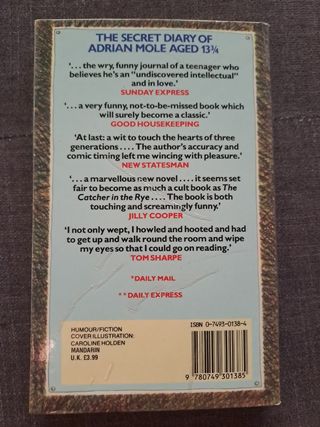 THE SECRET DIARY OF
ADRIAN MOLE AGED 13¾
'. . . the wry, funny journal of a teenager who
believes he's an "undiscovered intellectual"
and in love.'
SUNDAY EXPRESS
'. . . a very funny, not-to-be-missed book which
will surely become a classic.'
GOOD HOUSEKEEPING
'At last: a wit to touch the hearts of three
generations . . . . The author's accuracy and
comic timing left me wincing with pleasure.'
NEW STATESMAN
'. . . a marvellous new novel . . . . it seems set
fair to become as much a cult book as The
Catcher in the Rye . . . . The book is both
touching and screamingly funny.'
JILLY COOPER
'I not only wept, I howled and hooted and had
to get up and walk round the room and wipe
my eyes so that I could go on reading.'
TOM SHARPE
*DAILY MAIL
**DAILY EXPRESS
HUMOUR/FICTION
COVER ILLUSTRATION:
CAROLINE HOLDEN
MANDARIN
U.K. £3.99
ISBN 0-7493-0138-4
9 780749 301385